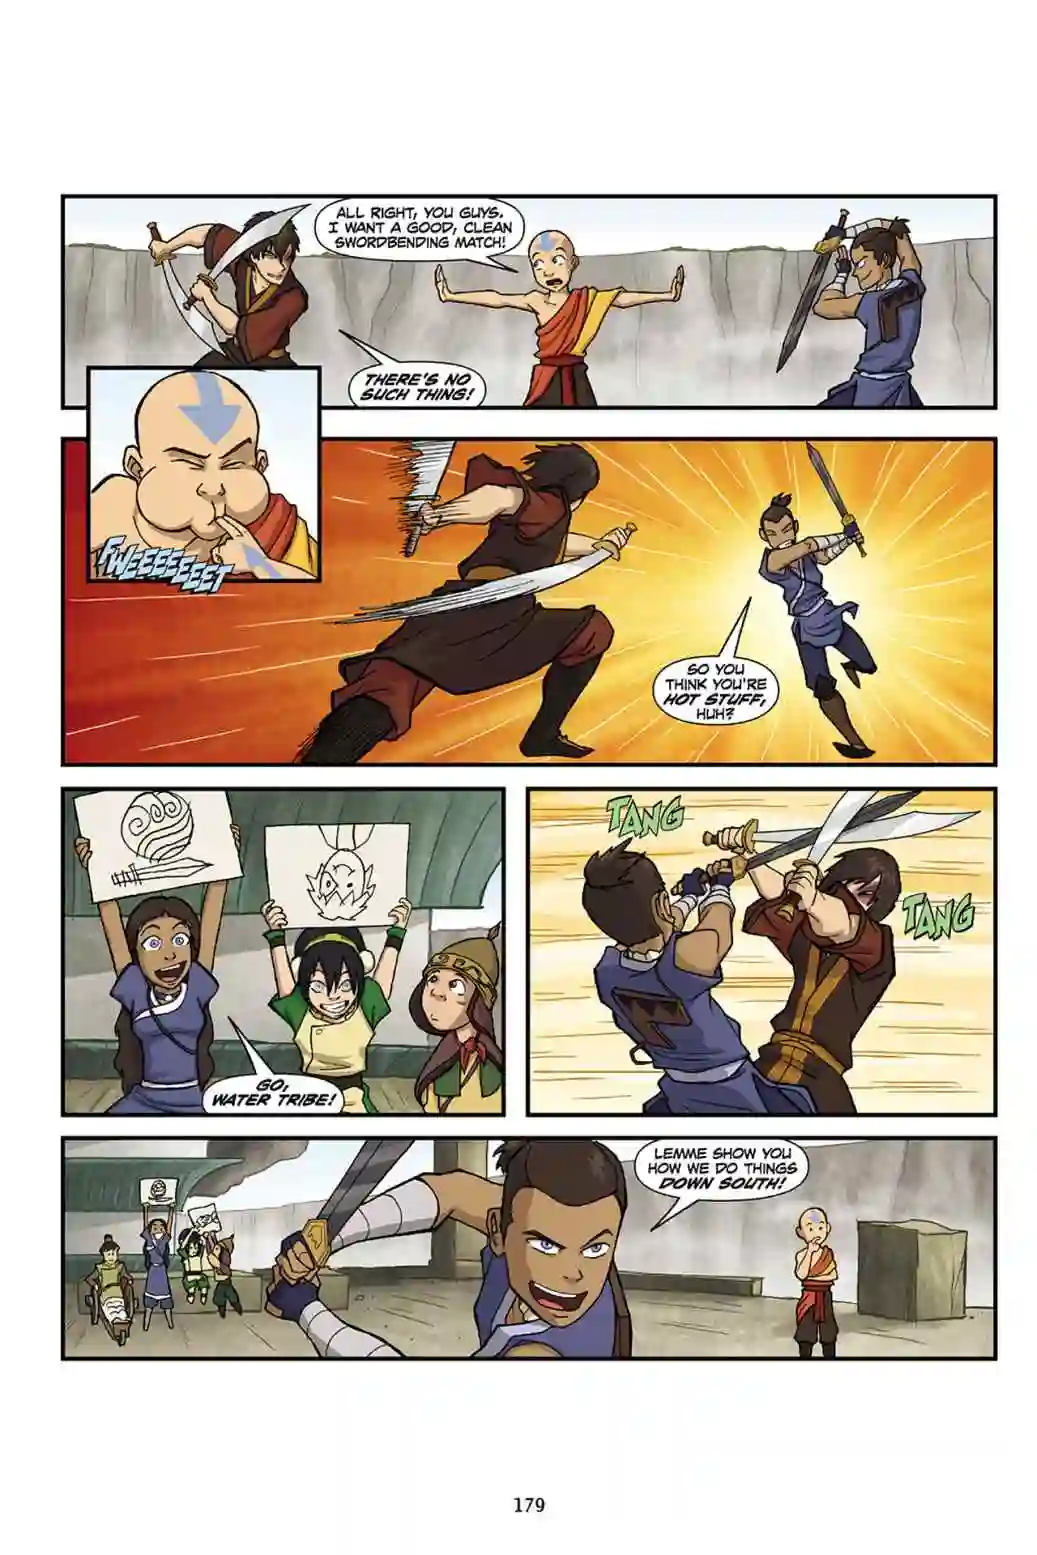 ALL RIGHT, YOU GUYS.
I WANT A GOOD, CLEAN
SWORDBENDING MATCH!
THERE'S NO
SUCH THING!
FWEEEEEEET
SO YOU
THINK YOU'RE
HOT STUFF,
HUH?
GO,
WATER TRIBE!
TANG
TANG
LEMME SHOW YOU
HOW WE DO THINGS
DOWN SOUTH!
179